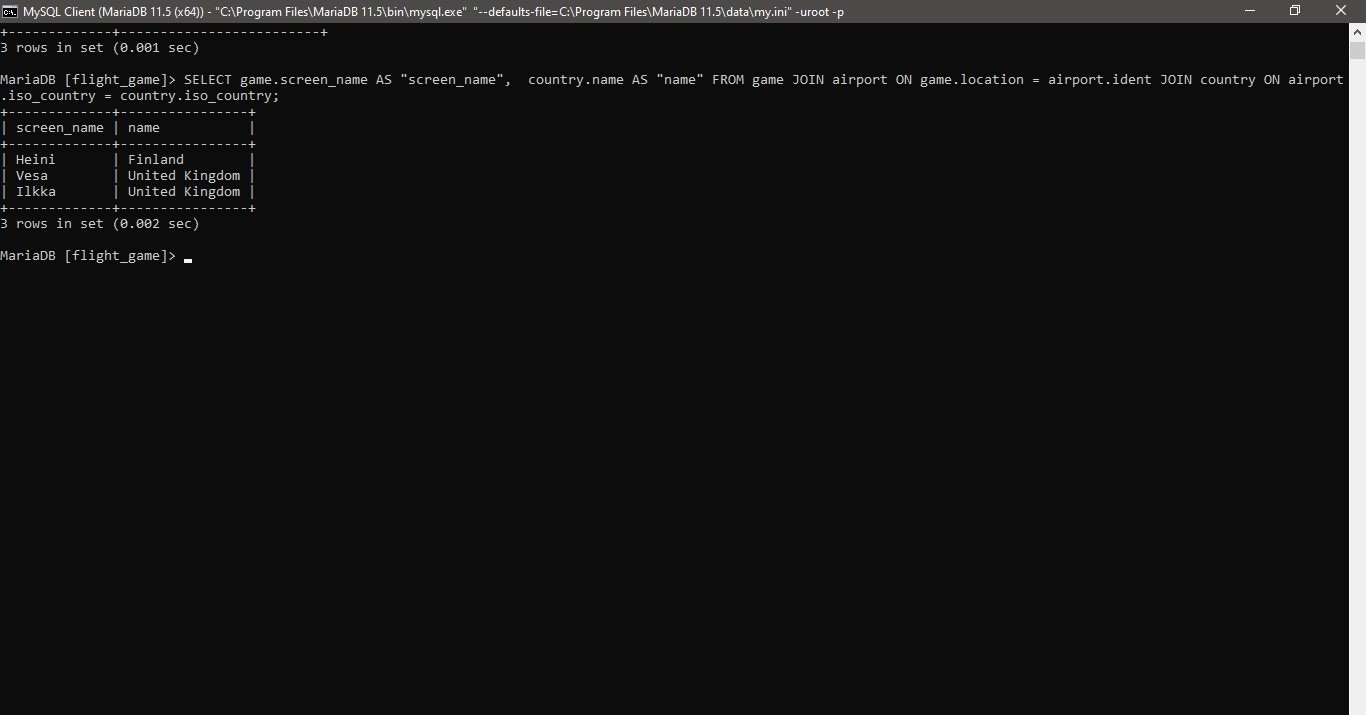 MySQL Client (MariaDB 11.5 (x64)) - "C:\Program Files\MariaDB 11.5\bin\mysql.exe" "--defaults-file=C:\Program Files\MariaDB 11.5\data\my.ini" -uroot -p
+-------------+-------------------------+
3 rows in set (0.001 sec)
MariaDB [flight_game]> SELECT game.screen_name AS "screen_name",  country.name AS "name" FROM game JOIN airport ON game.location = airport.ident JOIN country ON airport
.iso_country = country.iso_country;
+-------------+----------------+
| screen_name | name           |
+-------------+----------------+
| Heini       | Finland        |
| Vesa        | United Kingdom |
| Ilkka       | United Kingdom |
+-------------+----------------+
3 rows in set (0.002 sec)
MariaDB [flight_game]> _